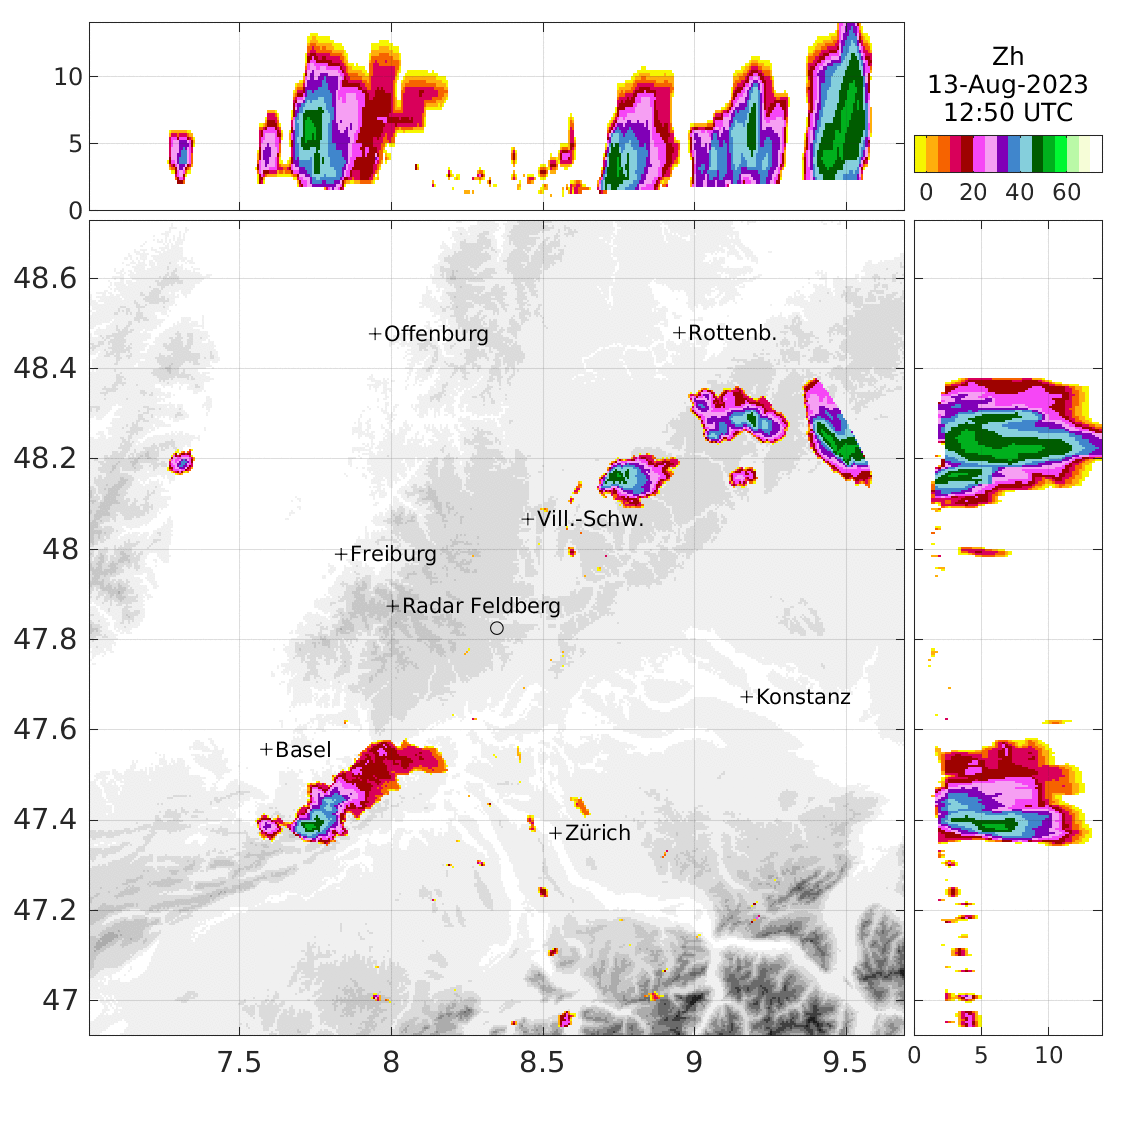 10
5
0
Zh
13-Aug-2023
12:50 UTC
0 20 40 60
48.6
48.4
48.2
48
47.8
47.6
47.4
47.2
47
+Offenburg
+Rottenb.
+Vill.-Schw.
+Freiburg
+Radar Feldberg
+Konstanz
+Basel
+Zürich
7.5 8 8.5 9 9.5
0 5 10